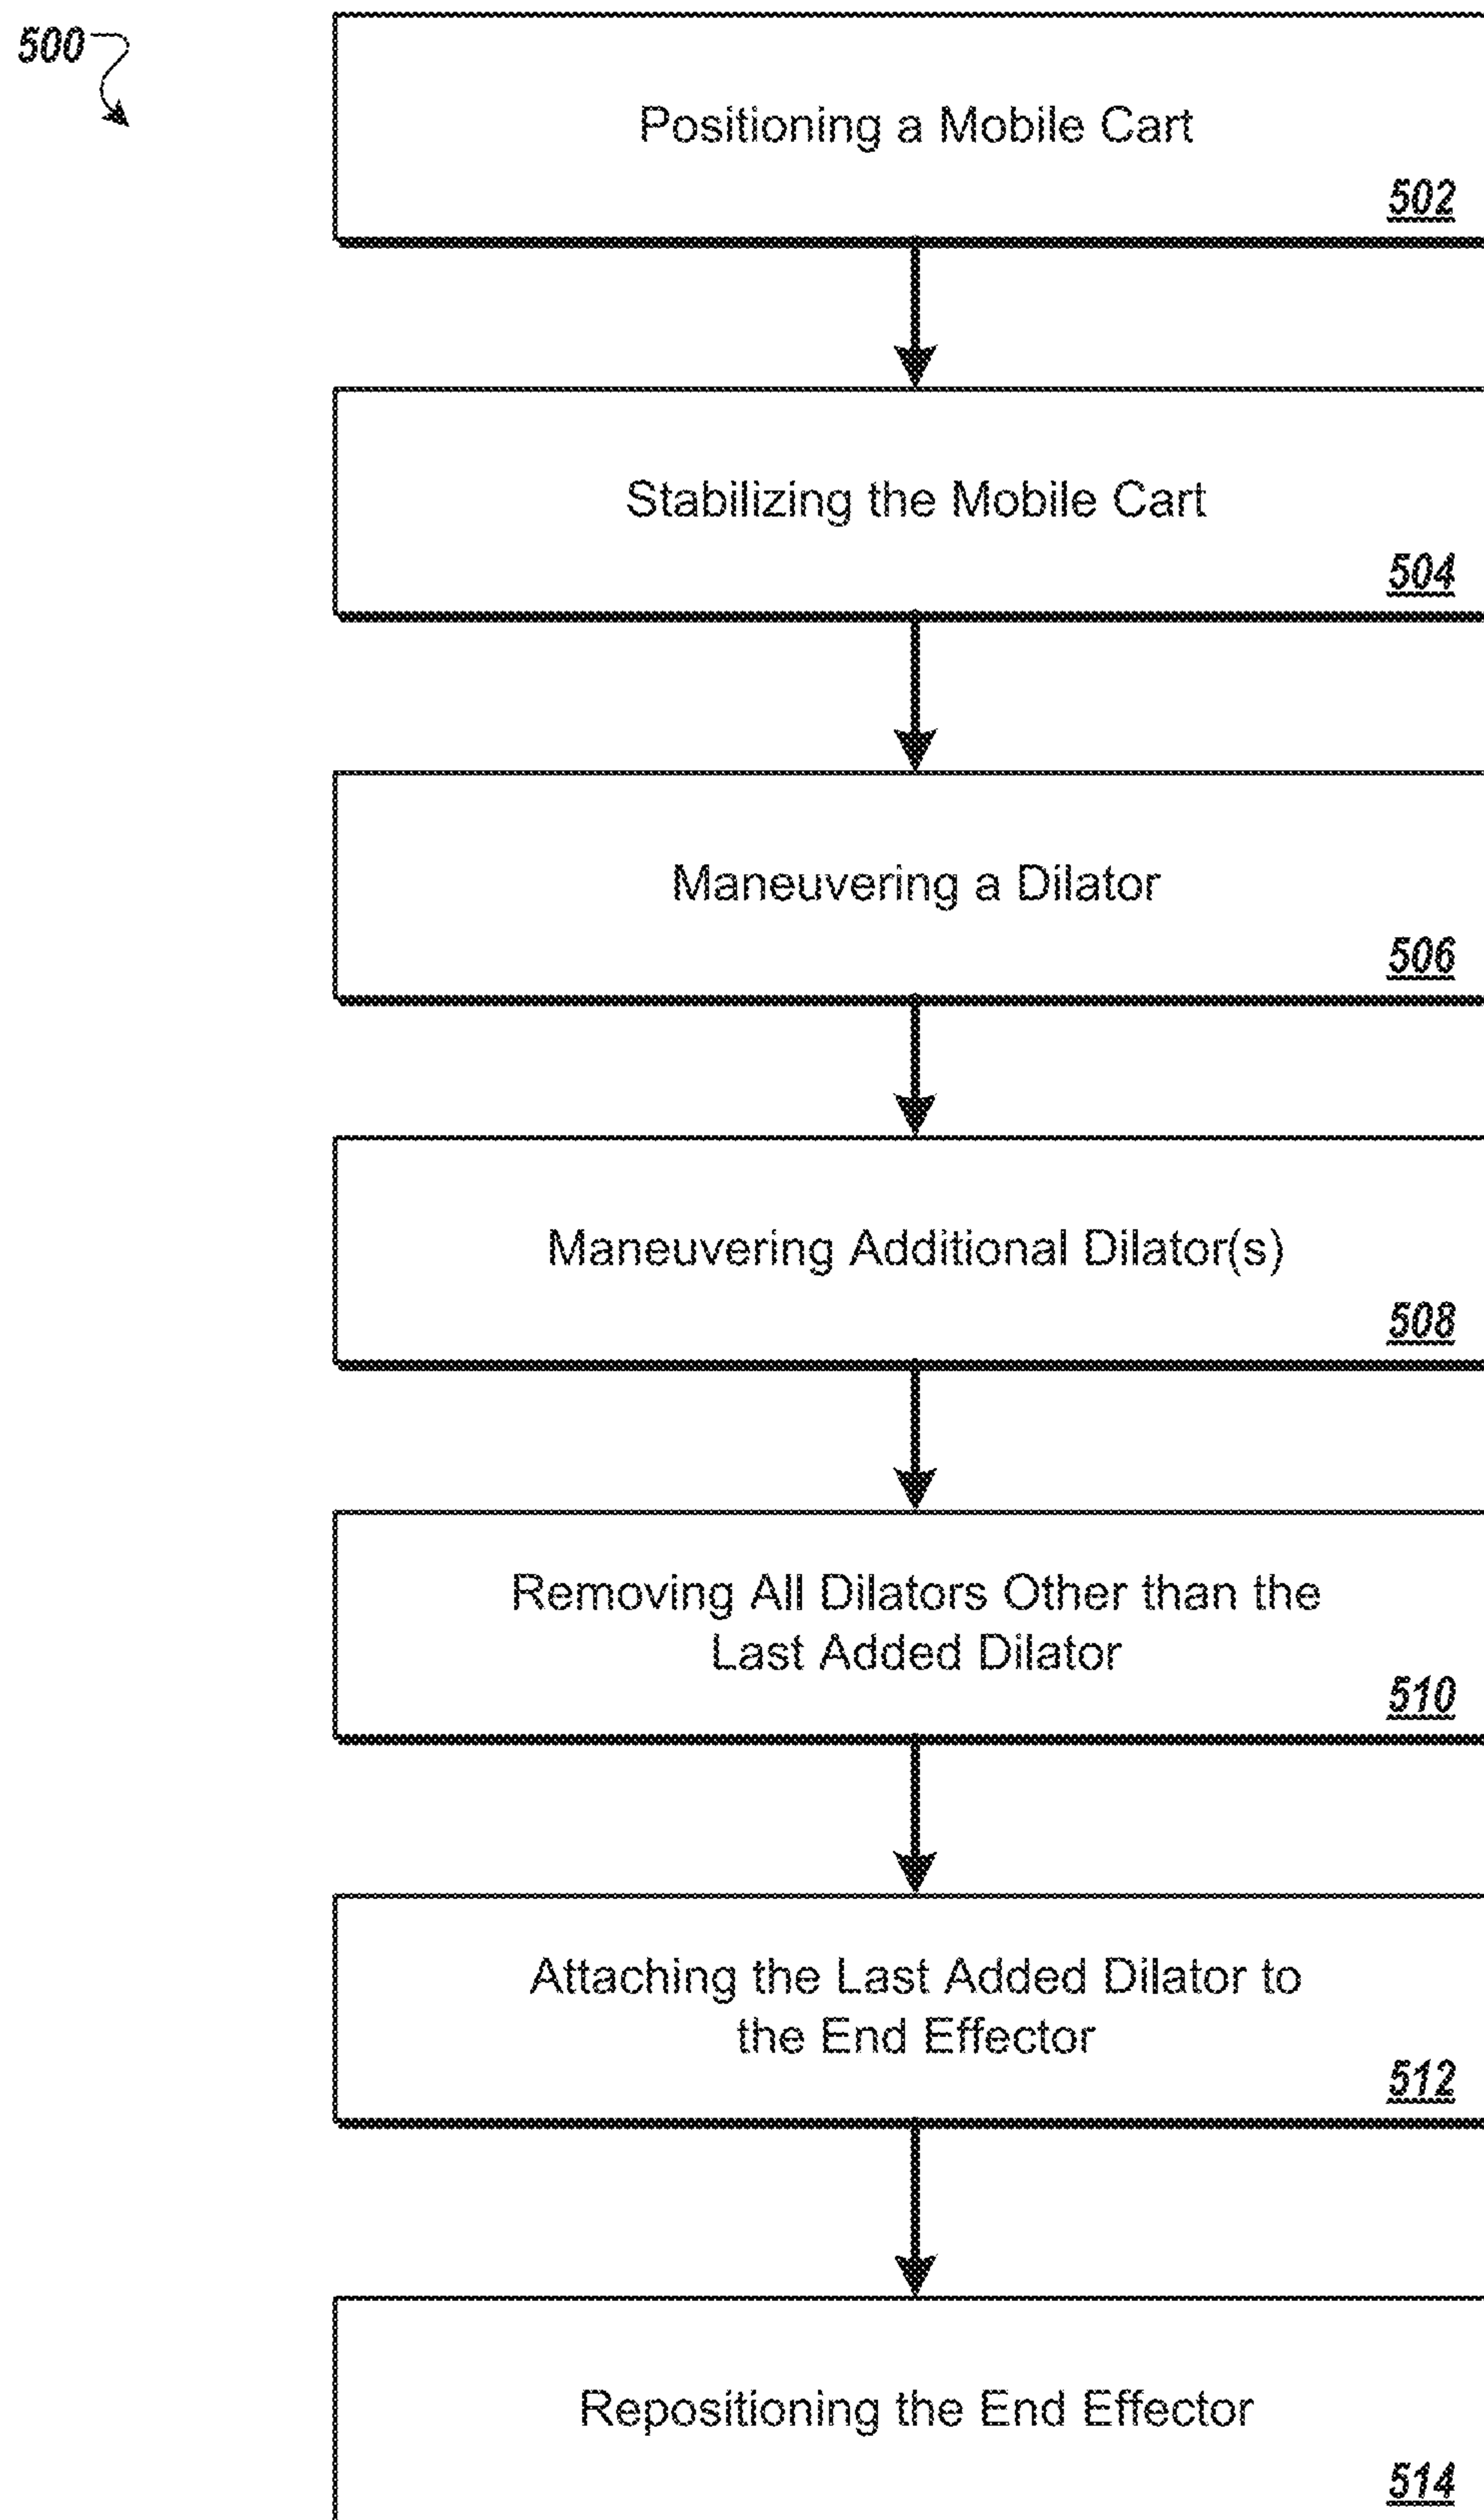 500
Positioning a Mobile Cart
502
Stabilizing the Mobile Cart
504
Maneuvering a Dilator
506
Maneuvering Additional Dilator(s)
508
Removing All Dilators Other than the
Last Added Dilator
510
Attaching the Last Added Dilator to
the End Effector
512
Repositioning the End Effector
514